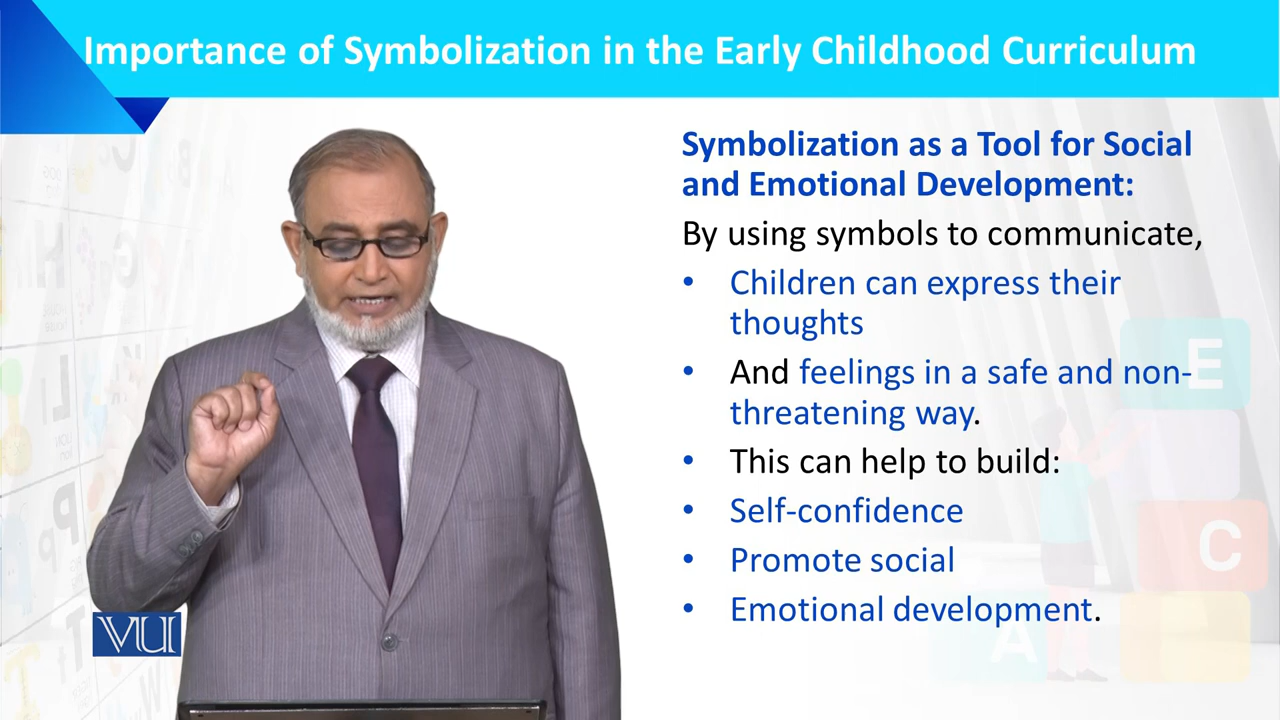 Importance of Symbolization in the Early Childhood Curriculum
Symbolization as a Tool for Social
and Emotional Development:
By using symbols to communicate,
• Children can express their
thoughts
• And feelings in a safe and non-
threatening way.
• This can help to build:
• Self-confidence
• Promote social
• Emotional development.
VU
E
C
A